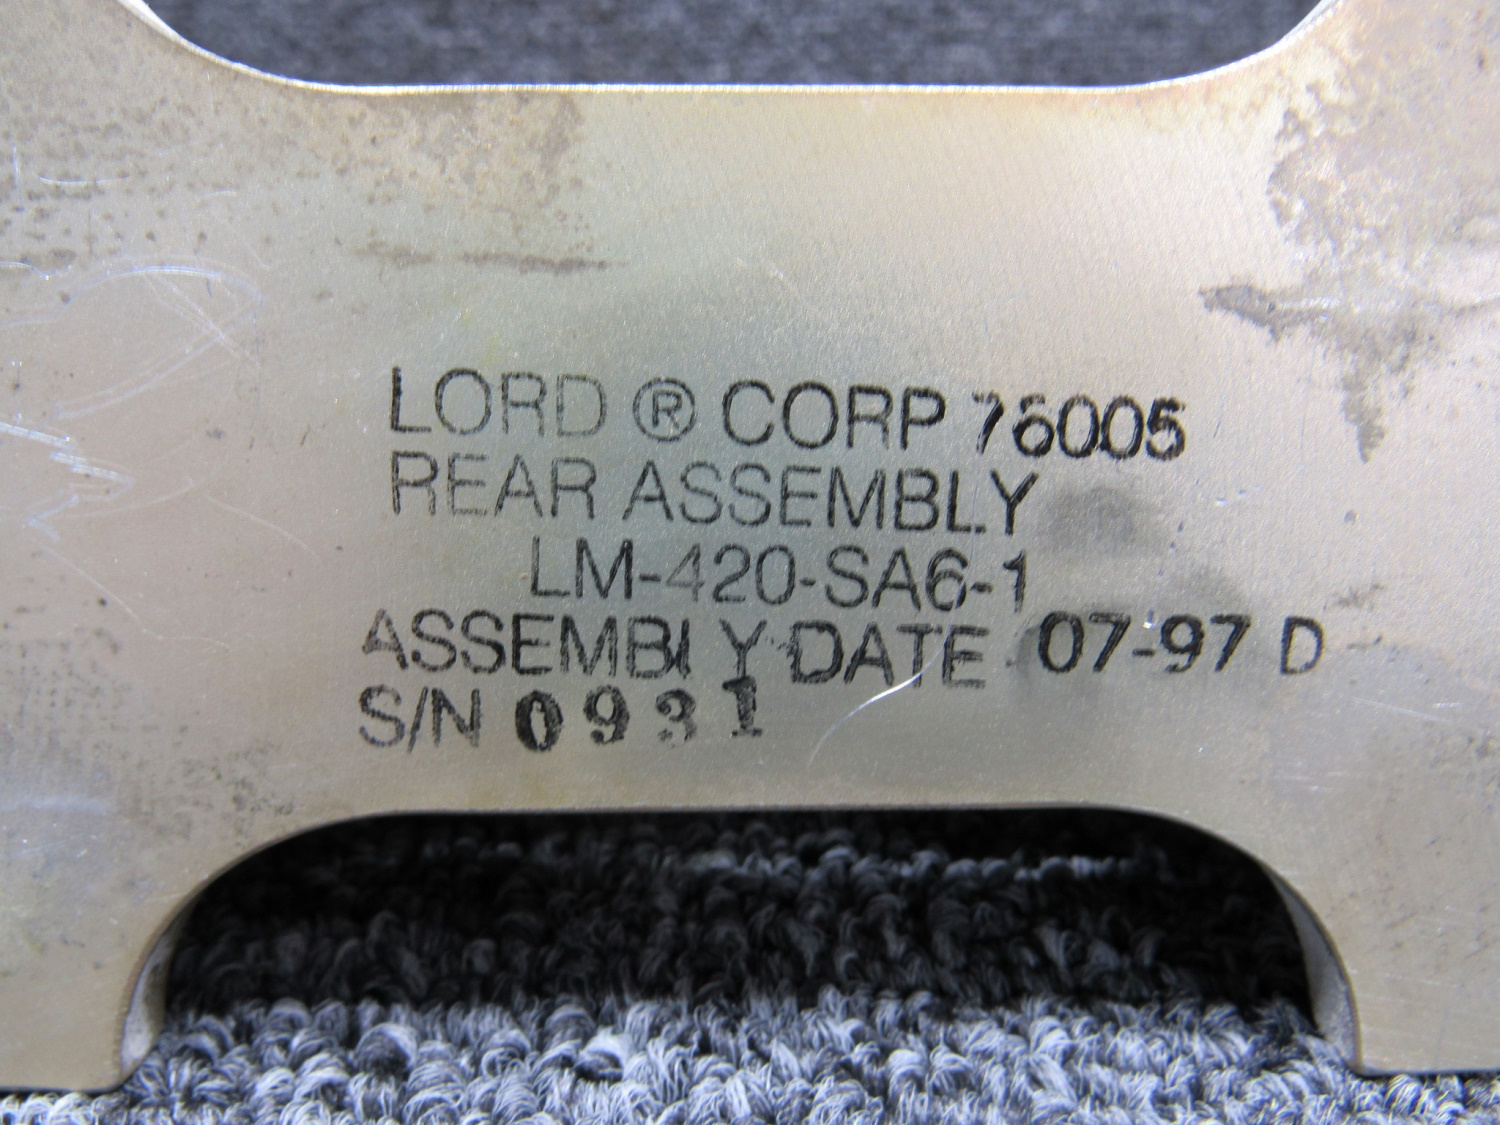 LORD ® CORP 76005
REAR ASSEMBLY
LM-420-SA6-1
ASSEMBLY DATE 07-97 D
S/N 0931